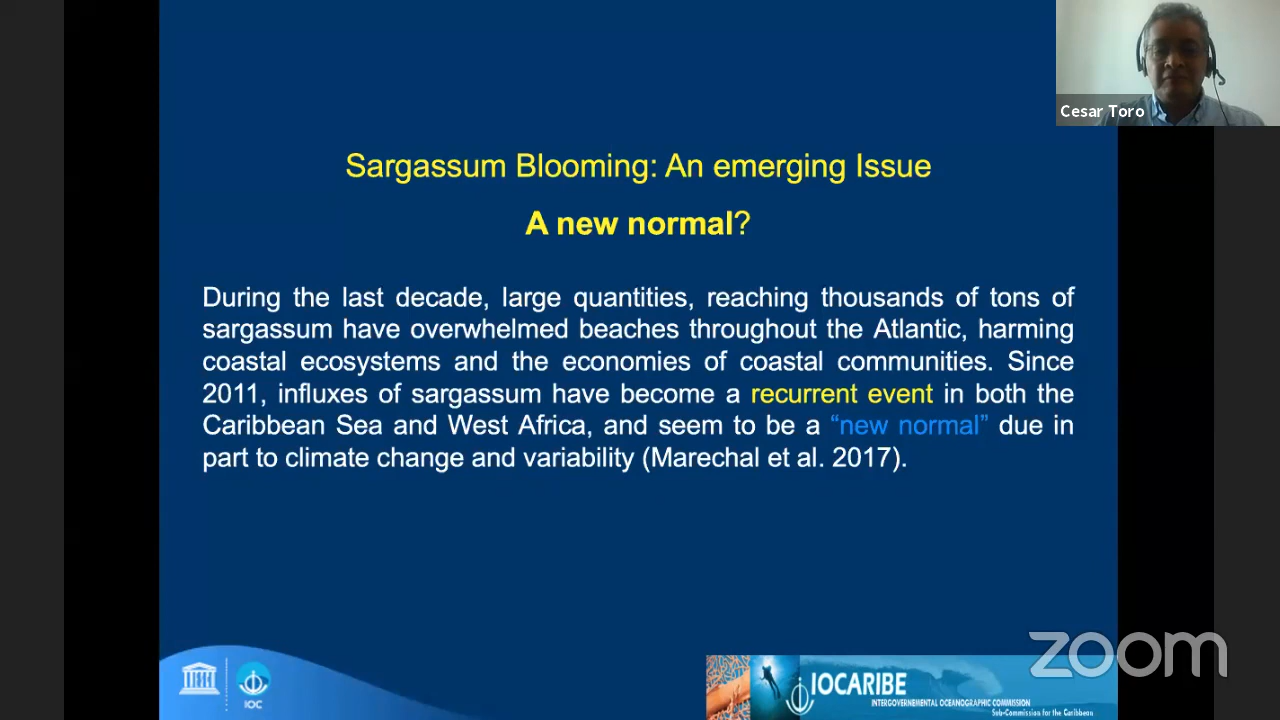 Cesar Toro
Sargassum Blooming: An emerging Issue
A new normal?
During the last decade, large quantities, reaching thousands of tons of
sargassum have overwhelmed beaches throughout the Atlantic, harming
coastal ecosystems and the economies of coastal communities. Since
2011, influxes of sargassum have become a recurrent event in both the
Caribbean Sea and West Africa, and seem to be a “new normal” due in
part to climate change and variability (Marechal et al. 2017).
zoom
UNESCO
IOC
IOCARIBE
INTERGOVERNEMENTAL OCEANOGRAPHIC COMMISSION
Sub-Commission for the Caribbean